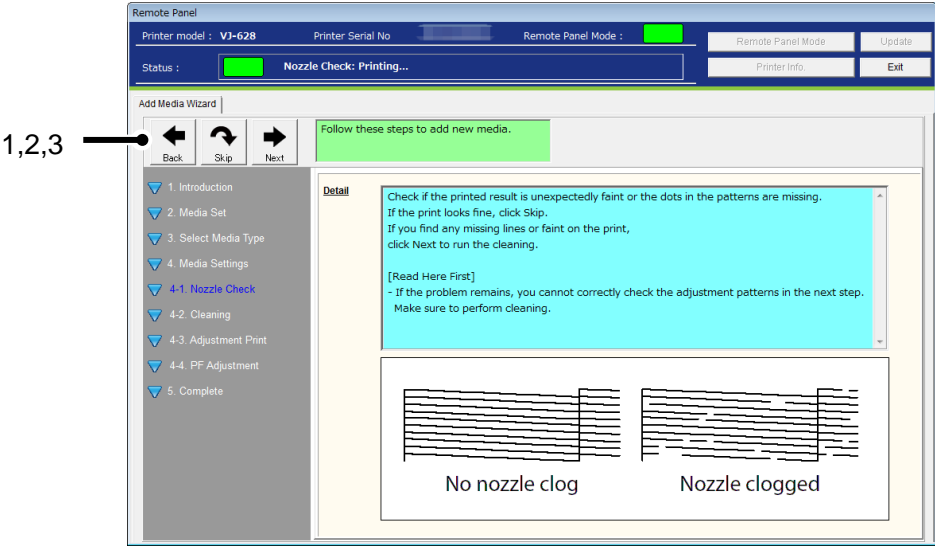 Remote Panel
Printer model : VJ-628 Printer Serial No Remote Panel Mode :
Remote Panel Mode Update
Status : Nozzle Check: Printing...
Printer Info. Exit
Add Media Wizard
1,2,3
Back Skip Next
Follow these steps to add new media.
1. Introduction
2. Media Set
3. Select Media Type
4. Media Settings
4-1. Nozzle Check
4-2. Cleaning
4-3. Adjustment Print
4-4. PF Adjustment
5. Complete
Detail
Check if the printed result is unexpectedly faint or the dots in the patterns are missing.
If the print looks fine, click Skip.
If you find any missing lines or faint on the print,
click Next to run the cleaning.
[Read Here First]
- If the problem remains, you cannot correctly check the adjustment patterns in the next step.
Make sure to perform cleaning.
No nozzle clog Nozzle clogged